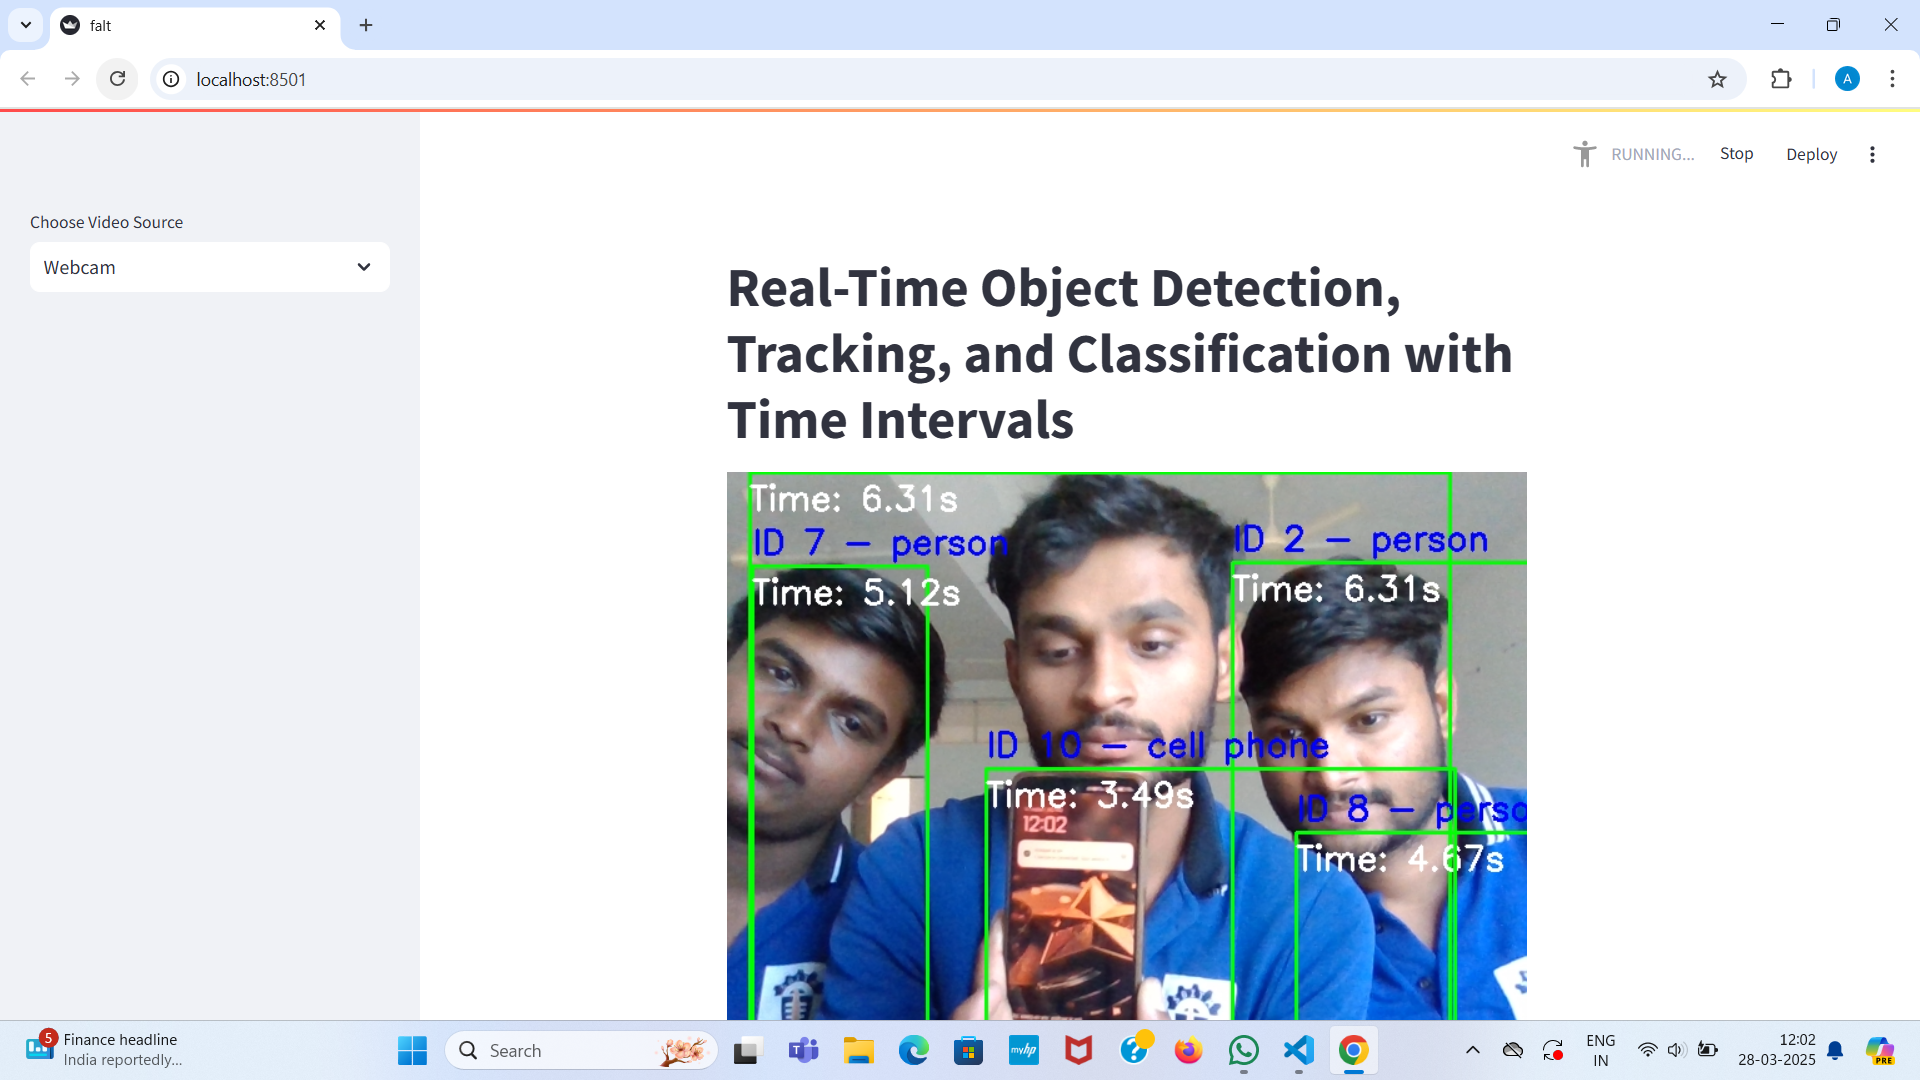 falt
localhost:8501
RUNNING...
Stop
Deploy
Choose Video Source
Webcam
Real-Time Object Detection,
Tracking, and Classification with
Time Intervals
Time: 6.31s
ID 7 - person
Time: 5.12s
ID 2 - person
Time: 6.31s
ID 10 - cell phone
Time: 3.49s
12:02
ID 8 - perso
Time: 4.67s
5
Finance headline
India reportedly...
Search
myhp
PRE
ENG
IN
12:02
28-03-2025
A